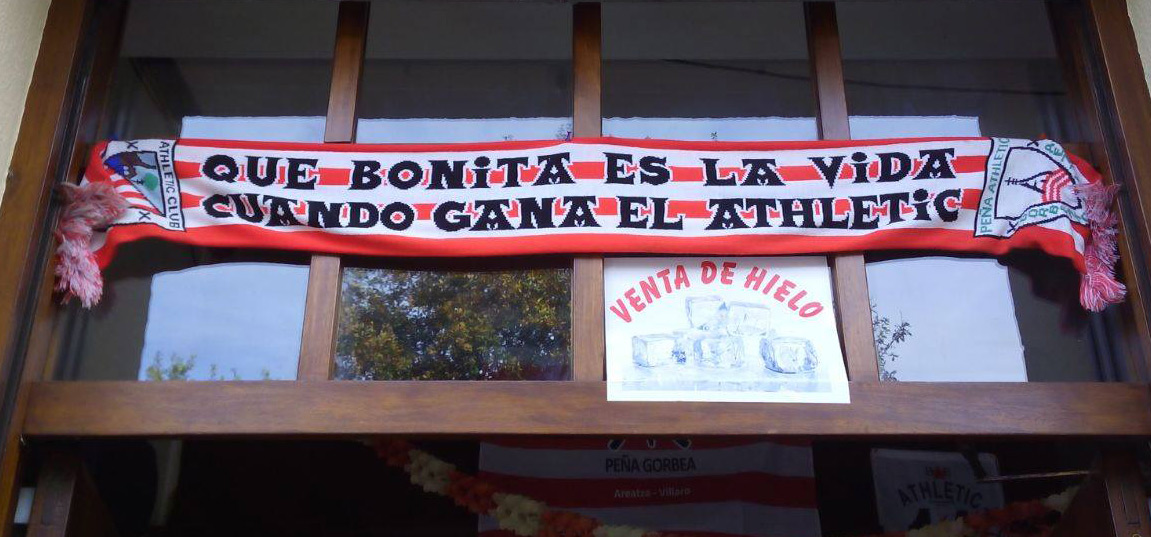 ATHLETIC CLUB
QUE BONITA ES LA VIDA
CUANDO GANA EL ATHLETIC
PEÑA ATHLETIC
VENTA DE HIELO
PEÑA GORBEA
Areatza - Villaro
ATHLETIC